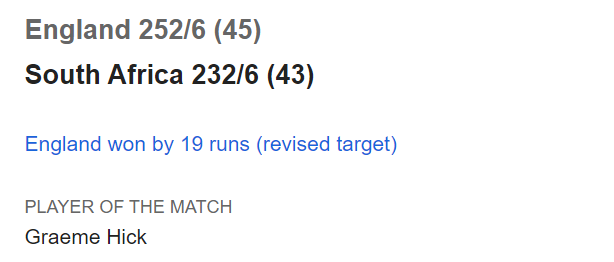 England 252/6 (45)
South Africa 232/6 (43)
England won by 19 runs (revised target)
PLAYER OF THE MATCH
Graeme Hick